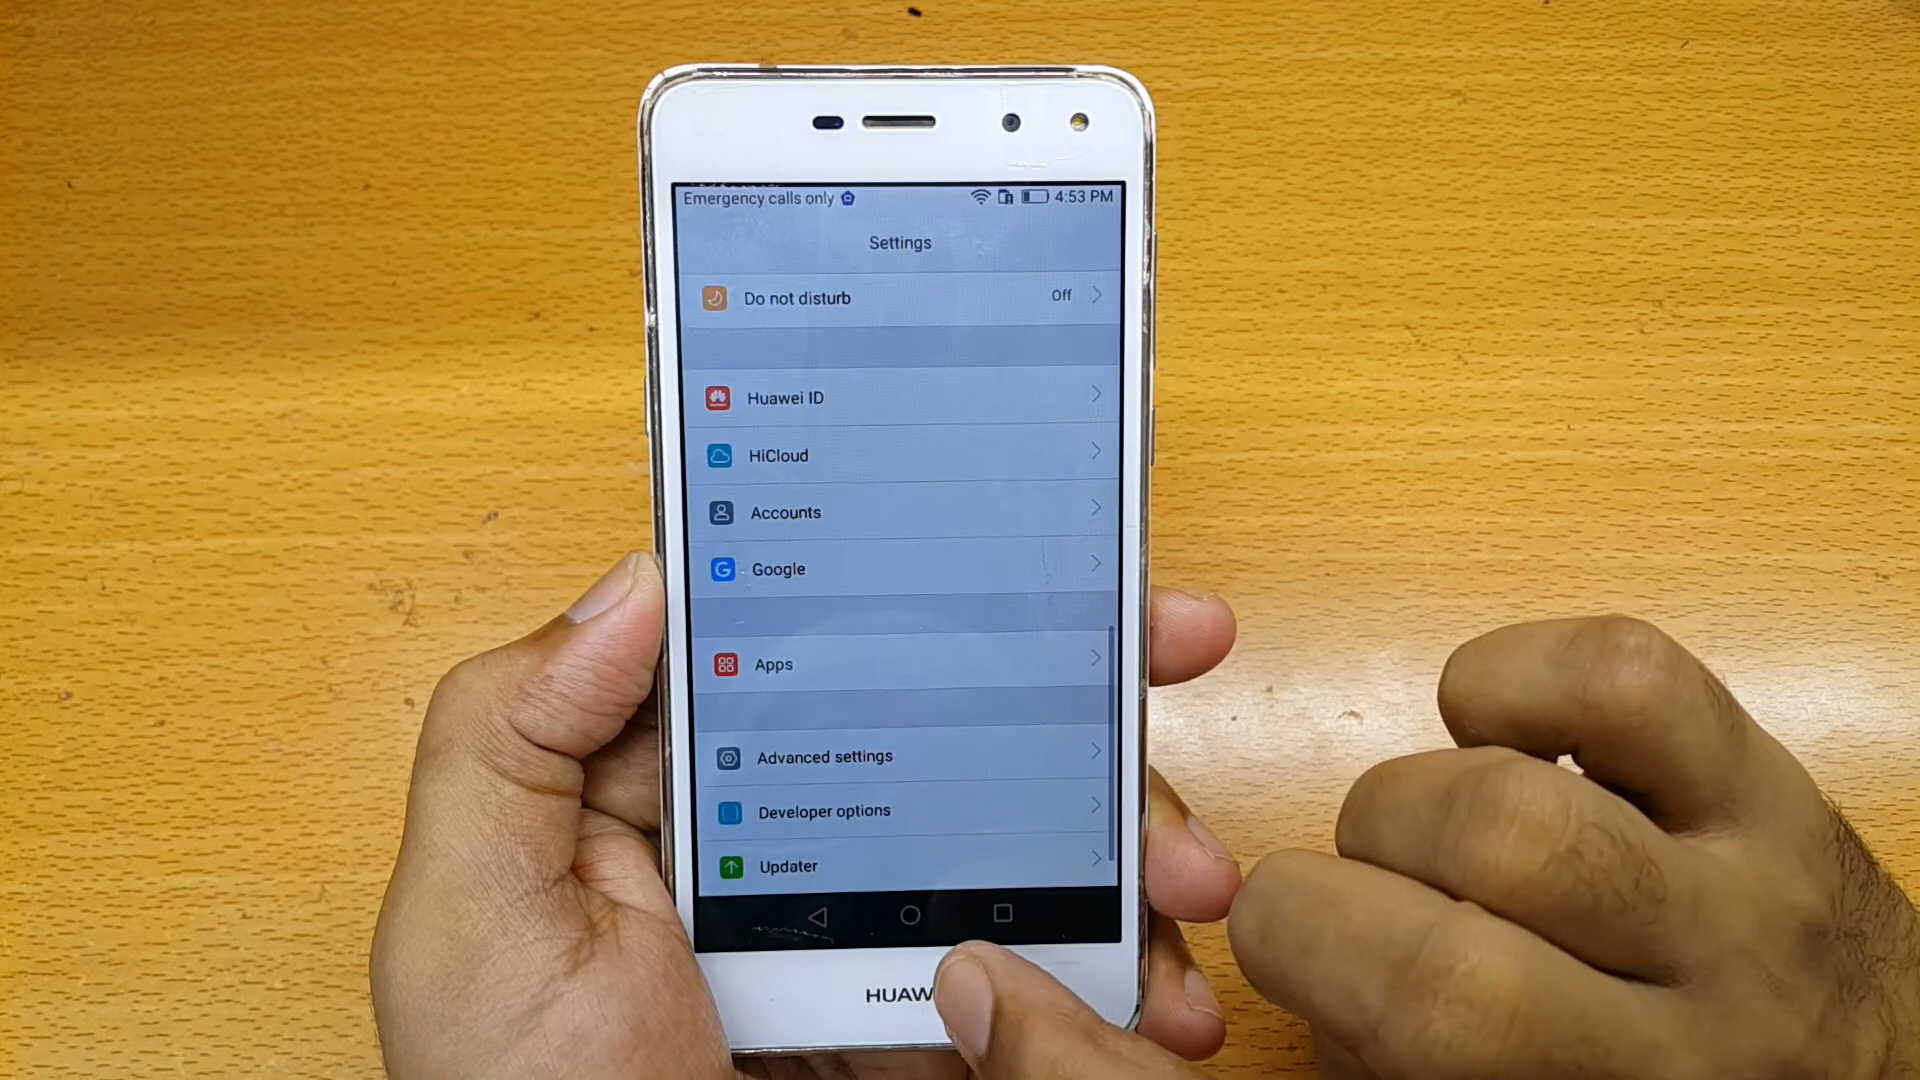 Emergency calls only 4:53 PM
Settings
Do not disturb Off
Huawei ID
HiCloud
Accounts
Google
Apps
Advanced settings
Developer options
Updater
HUAW